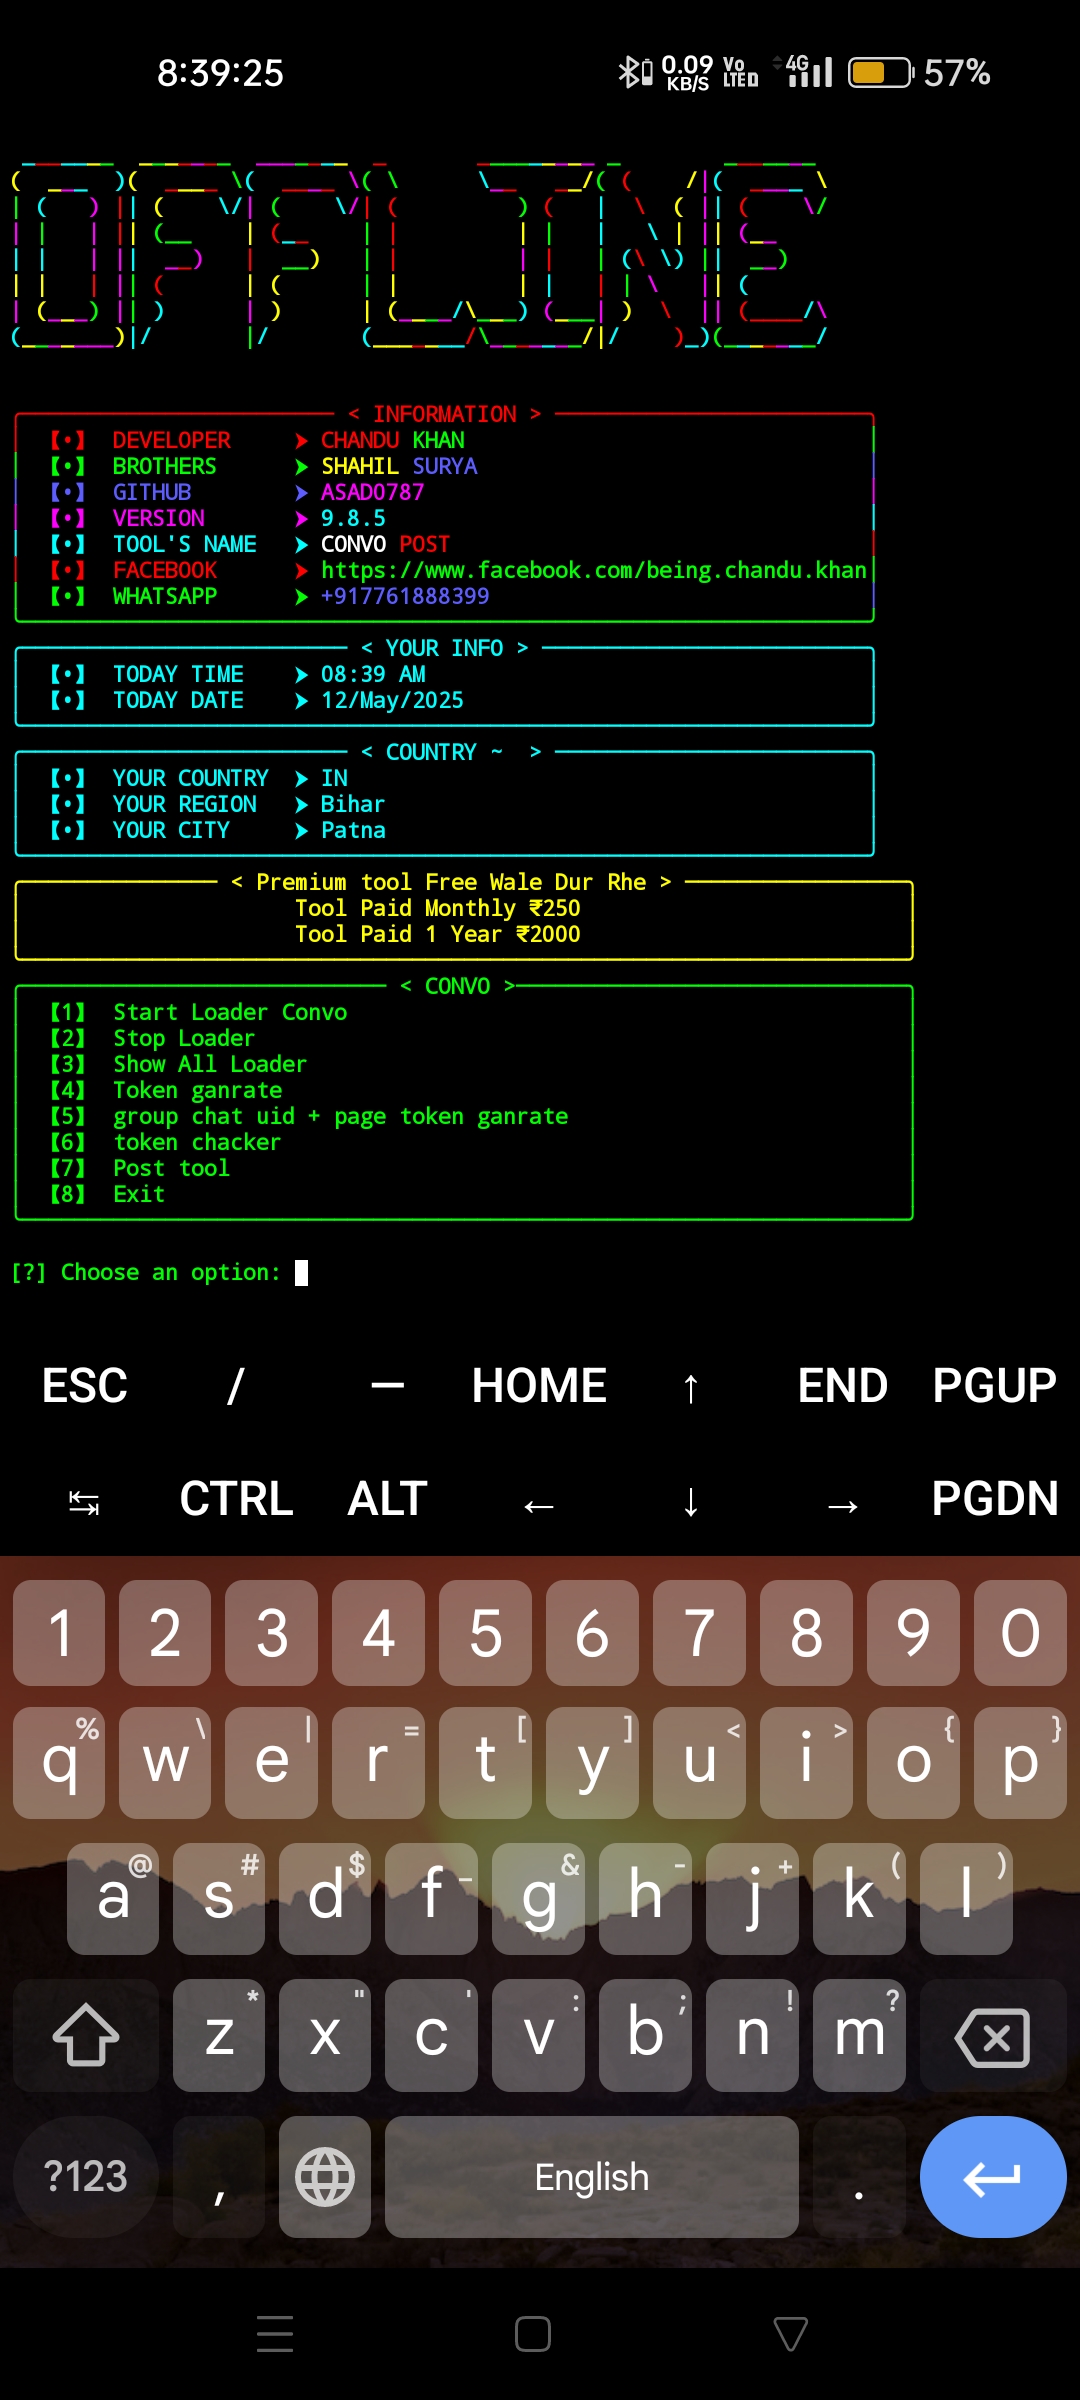 8:39:25 0.09 KB/S Vo LTE D 4G 57%
OFFLINE
< INFORMATION >
【•】 DEVELOPER ➤ CHANDU KHAN
【•】 BROTHERS ➤ SHAHIL SURYA
【•】 GITHUB ➤ ASAD0787
【•】 VERSION ➤ 9.8.5
【•】 TOOL'S NAME ➤ CONVO POST
【•】 FACEBOOK ➤ https://www.facebook.com/being.chandu.khan
【•】 WHATSAPP ➤ +917761888399
< YOUR INFO >
【•】 TODAY TIME ➤ 08:39 AM
【•】 TODAY DATE ➤ 12/May/2025
< COUNTRY ~ >
【•】 YOUR COUNTRY ➤ IN
【•】 YOUR REGION ➤ Bihar
【•】 YOUR CITY ➤ Patna
< Premium tool Free Wale Dur Rhe >
Tool Paid Monthly ₹250
Tool Paid 1 Year ₹2000
< CONVO >
【1】 Start Loader Convo
【2】 Stop Loader
【3】 Show All Loader
【4】 Token ganrate
【5】 group chat uid + page token ganrate
【6】 token chacker
【7】 Post tool
【8】 Exit
[?] Choose an option:
ESC / — HOME ↑ END PGUP
↹ CTRL ALT ← ↓ → PGDN
1 2 3 4 5 6 7 8 9 0
q % w \ e | r = t [ y ] u < i > o { p }
a @ s # d $ f _ g & h - j + k ( l )
z * x " c ' v : b ; n ! m ?
?123 , English .